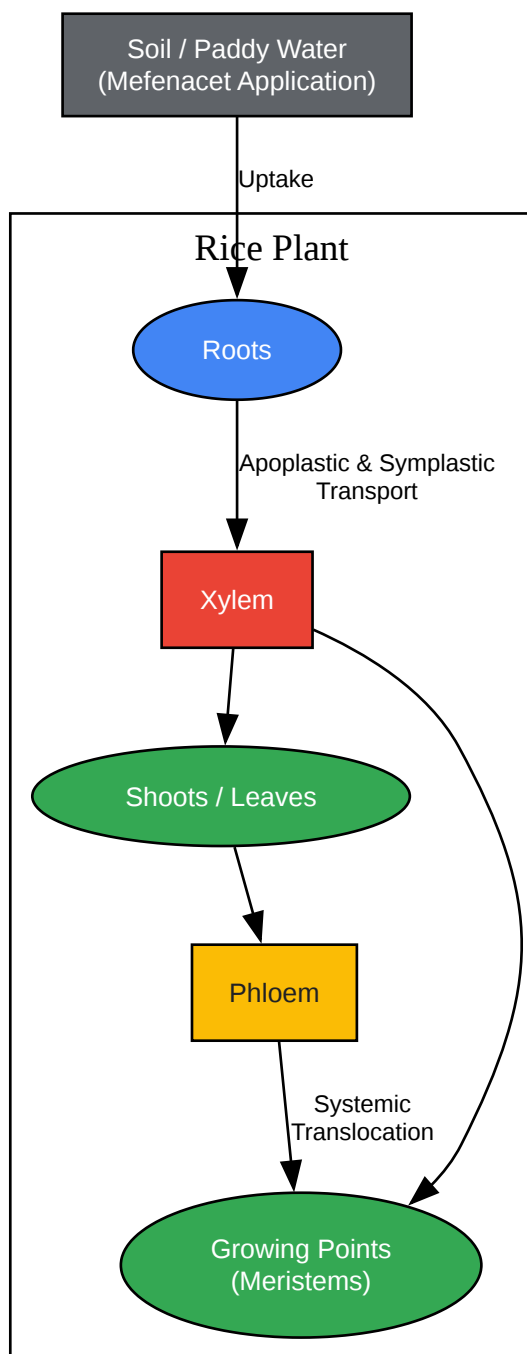 Soil / Paddy Water
(Mefenacet Application)
Uptake
Rice Plant
Roots
Apoplastic & Symplastic
Transport
Xylem
Shoots / Leaves
Phloem
Systemic
Translocation
Growing Points
(Meristems)